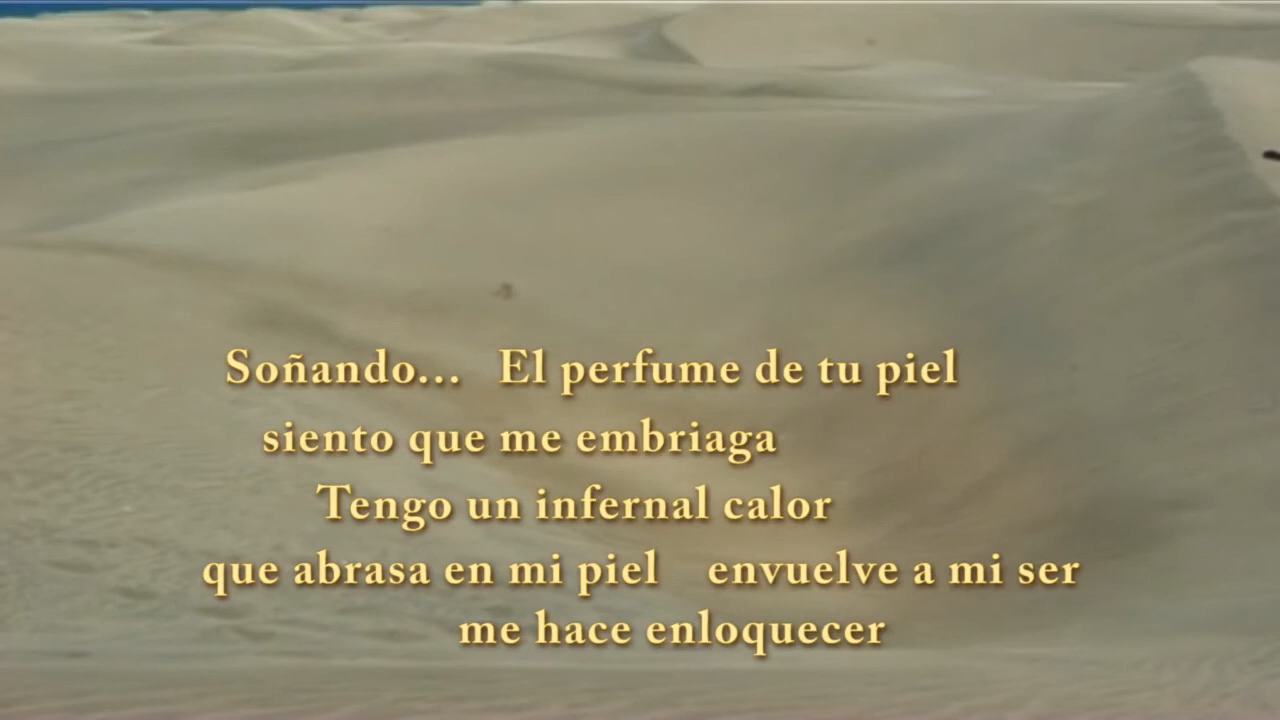 Soñando... El perfume de tu piel
siento que me embriaga
Tengo un infernal calor
que abrasa en mi piel envuelve a mi ser
me hace enloquecer